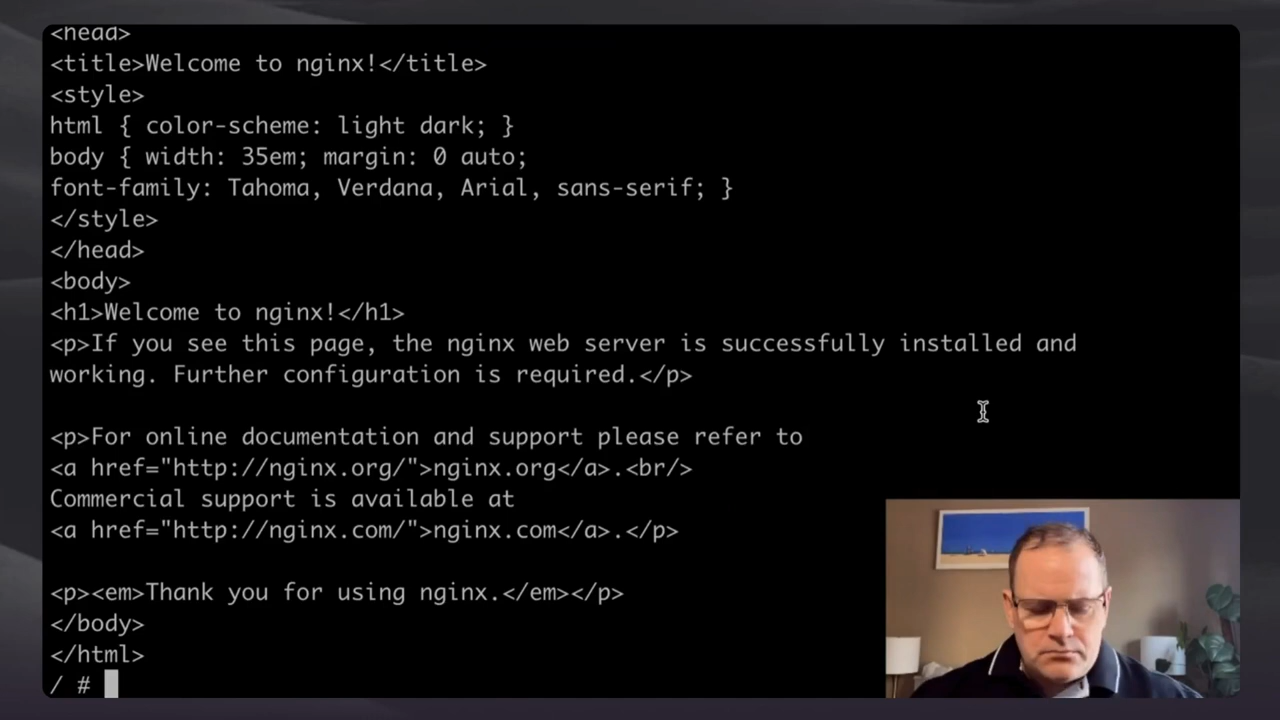 <head>
<title>Welcome to nginx!</title>
<style>
html { color-scheme: light dark; }
body { width: 35em; margin: 0 auto;
font-family: Tahoma, Verdana, Arial, sans-serif; }
</style>
</head>
<body>
<h1>Welcome to nginx!</h1>
<p>If you see this page, the nginx web server is successfully installed and
working. Further configuration is required.</p>
<p>For online documentation and support please refer to
<a href="http://nginx.org/">nginx.org</a>.<br/>
Commercial support is available at
<a href="http://nginx.com/">nginx.com</a>.</p>
<p><em>Thank you for using nginx.</em></p>
</body>
</html>
/ #